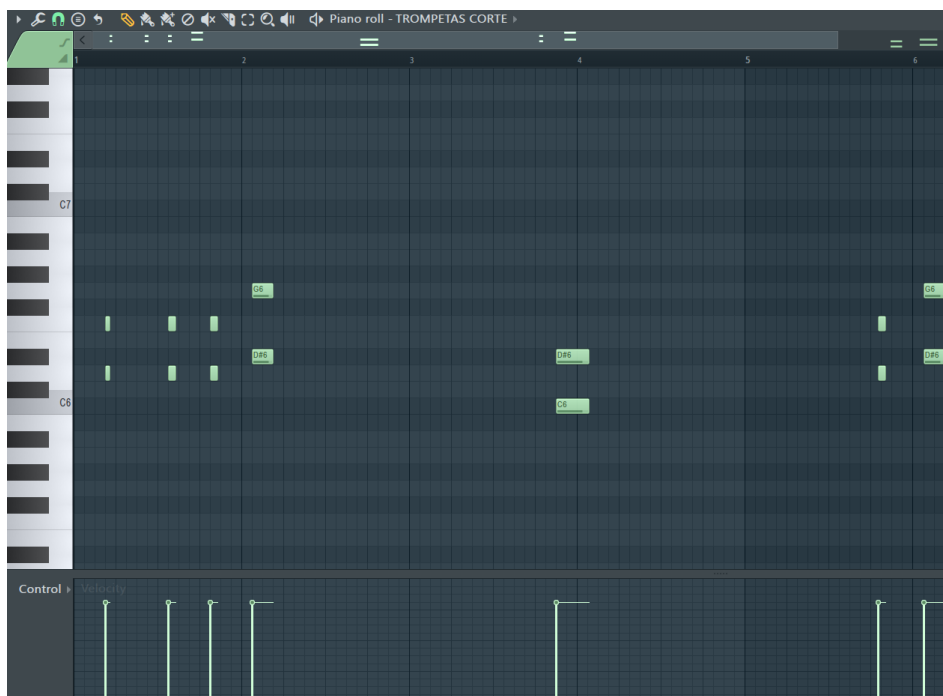 Piano roll - TROMPETAS CORTE
1 2 3 4 5 6
C7
G6 G6
D#6 D#6 D#6
C6 C6
Control Velocity